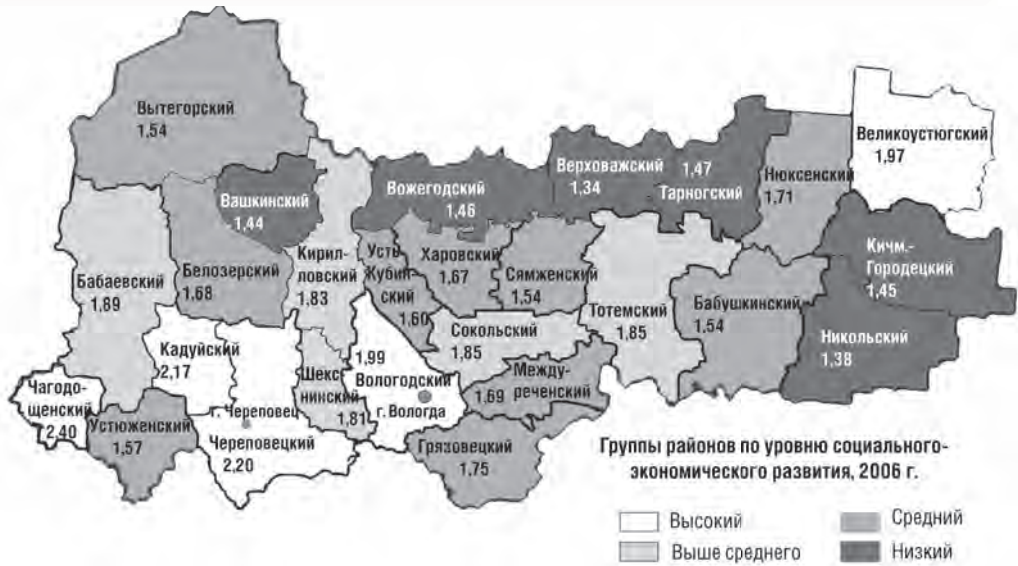 Вытегорский
1,54
Великоустюгский
1,97
Верховажский
1,34
1,47
Тарногский
Нюксенский
1,71
Вашкинский
1,44
Вожегодский
1,46
Кичм.-
Городецкий
1,45
Бабаевский
1,89
Белозерский
1,68
Кирил-
ловский
1,83
Усть
Кубин-
ский
1,60
Харовский
1,67
Сямженский
1,54
Тотемский
1,85
Бабушкинский
1,54
Никольский
1,38
Сокольский
1,85
Кадуйский
2,17
1,99
Вологодский
г. Вологда
Между-
реченский
1,69
Шекс-
нинский
1,81
Чагодо-
щенский
2,40
Устюженский
1,57
г. Череповец
Череповецкий
2,20
Грязовецкий
1,75
Группы районов по уровню социального-
экономического развития, 2006 г.
Высокий
Средний
Выше среднего
Низкий